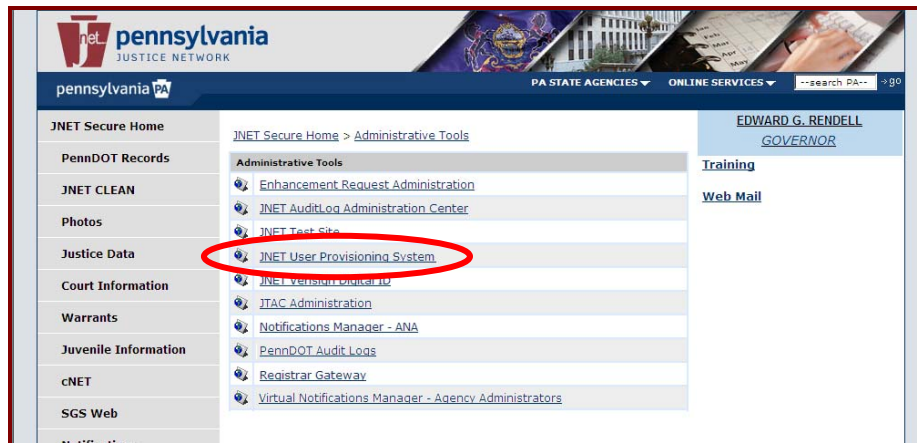 net
pennsylvania
JUSTICE NETWORK
pennsylvania PA
PA STATE AGENCIES
ONLINE SERVICES
--search PA--
go
JNET Secure Home
PennDOT Records
JNET CLEAN
Photos
Justice Data
Court Information
Warrants
Juvenile Information
cNET
SGS Web
JNET Secure Home > Administrative Tools
Administrative Tools
Enhancement Request Administration
JNET AuditLog Administration Center
JNET Test Site
JNET User Provisioning System
JNET Verisign Digital ID
JTAC Administration
Notifications Manager - ANA
PennDOT Audit Logs
Registrar Gateway
Virtual Notifications Manager - Agency Administrators
EDWARD G. RENDELL
GOVERNOR
Training
Web Mail